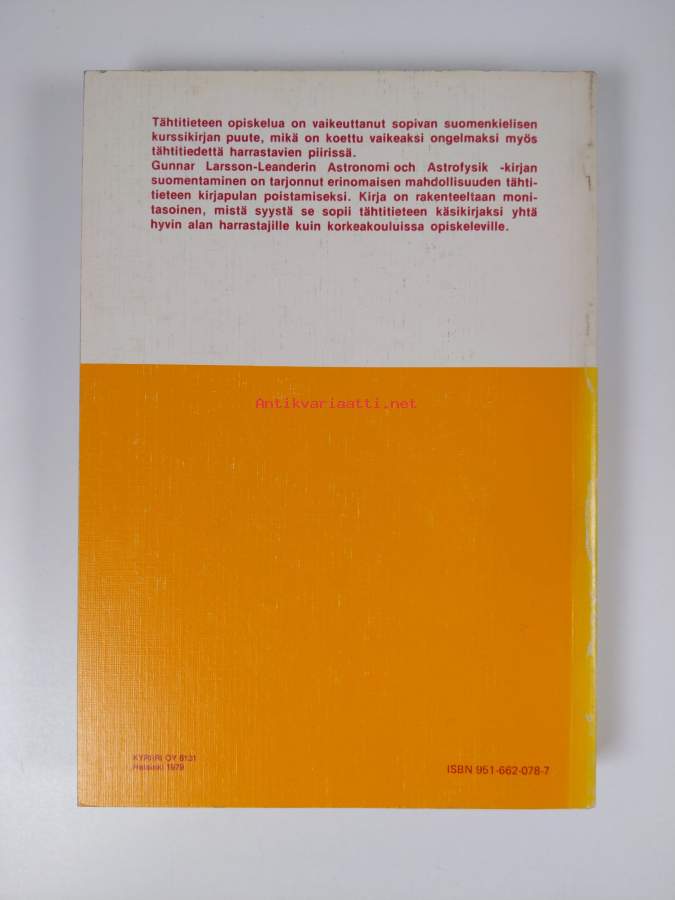 Tähtitieteen opiskelua on vaikeuttanut sopivan suomenkielisen
kurssikirjan puute, mikä on koettu vaikeaksi ongelmaksi myös
tähtitiedettä harrastavien piirissä.
Gunnar Larsson-Leanderin Astronomi och Astrofysik -kirjan
suomentaminen on tarjonnut erinomaisen mahdollisuuden tähti-
tieteen kirjapulan poistamiseksi. Kirja on rakenteeltaan moni-
tasoinen, mistä syystä se sopii tähtitieteen käsikirjaksi yhtä
hyvin alan harrastajille kuin korkeakouluissa opiskeleville.
Antikvariaatti.net
KYRIIRI OY 8131
Helsinki 1979
ISBN 951-662-078-7